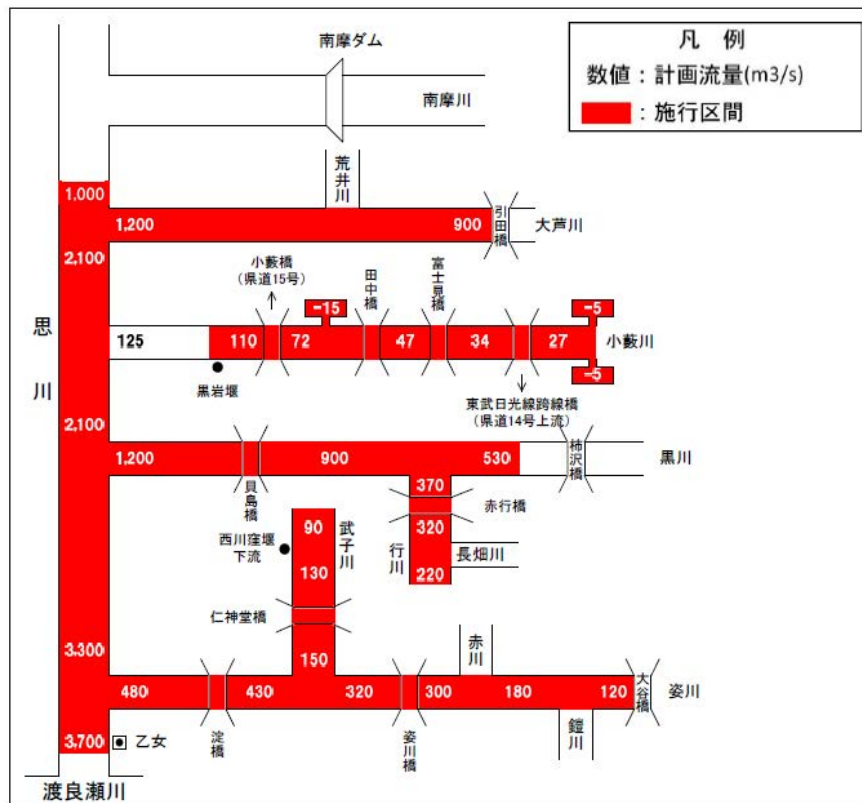 凡 例
数値：計画流量(m3/s)
：施行区間
南摩ダム
南摩川
荒井川
1,000
1,200
900
引田橋
大芦川
2,100
小藪橋
（県道15号）
田中橋
富士見橋
-15
-5
思川
125
110
72
47
34
27
小藪川
-5
黒岩堰
東武日光線跨線橋
（県道14号上流）
2,100
1,200
900
530
柿沢橋
黒川
貝島橋
370
赤行橋
90
武子川
西川窪堰
下流
320
行川
長畑川
130
220
仁神堂橋
赤川
3,300
150
480
430
320
300
180
120
大谷橋
姿川
3,700
乙女
淀橋
姿川橋
鎧川
渡良瀬川